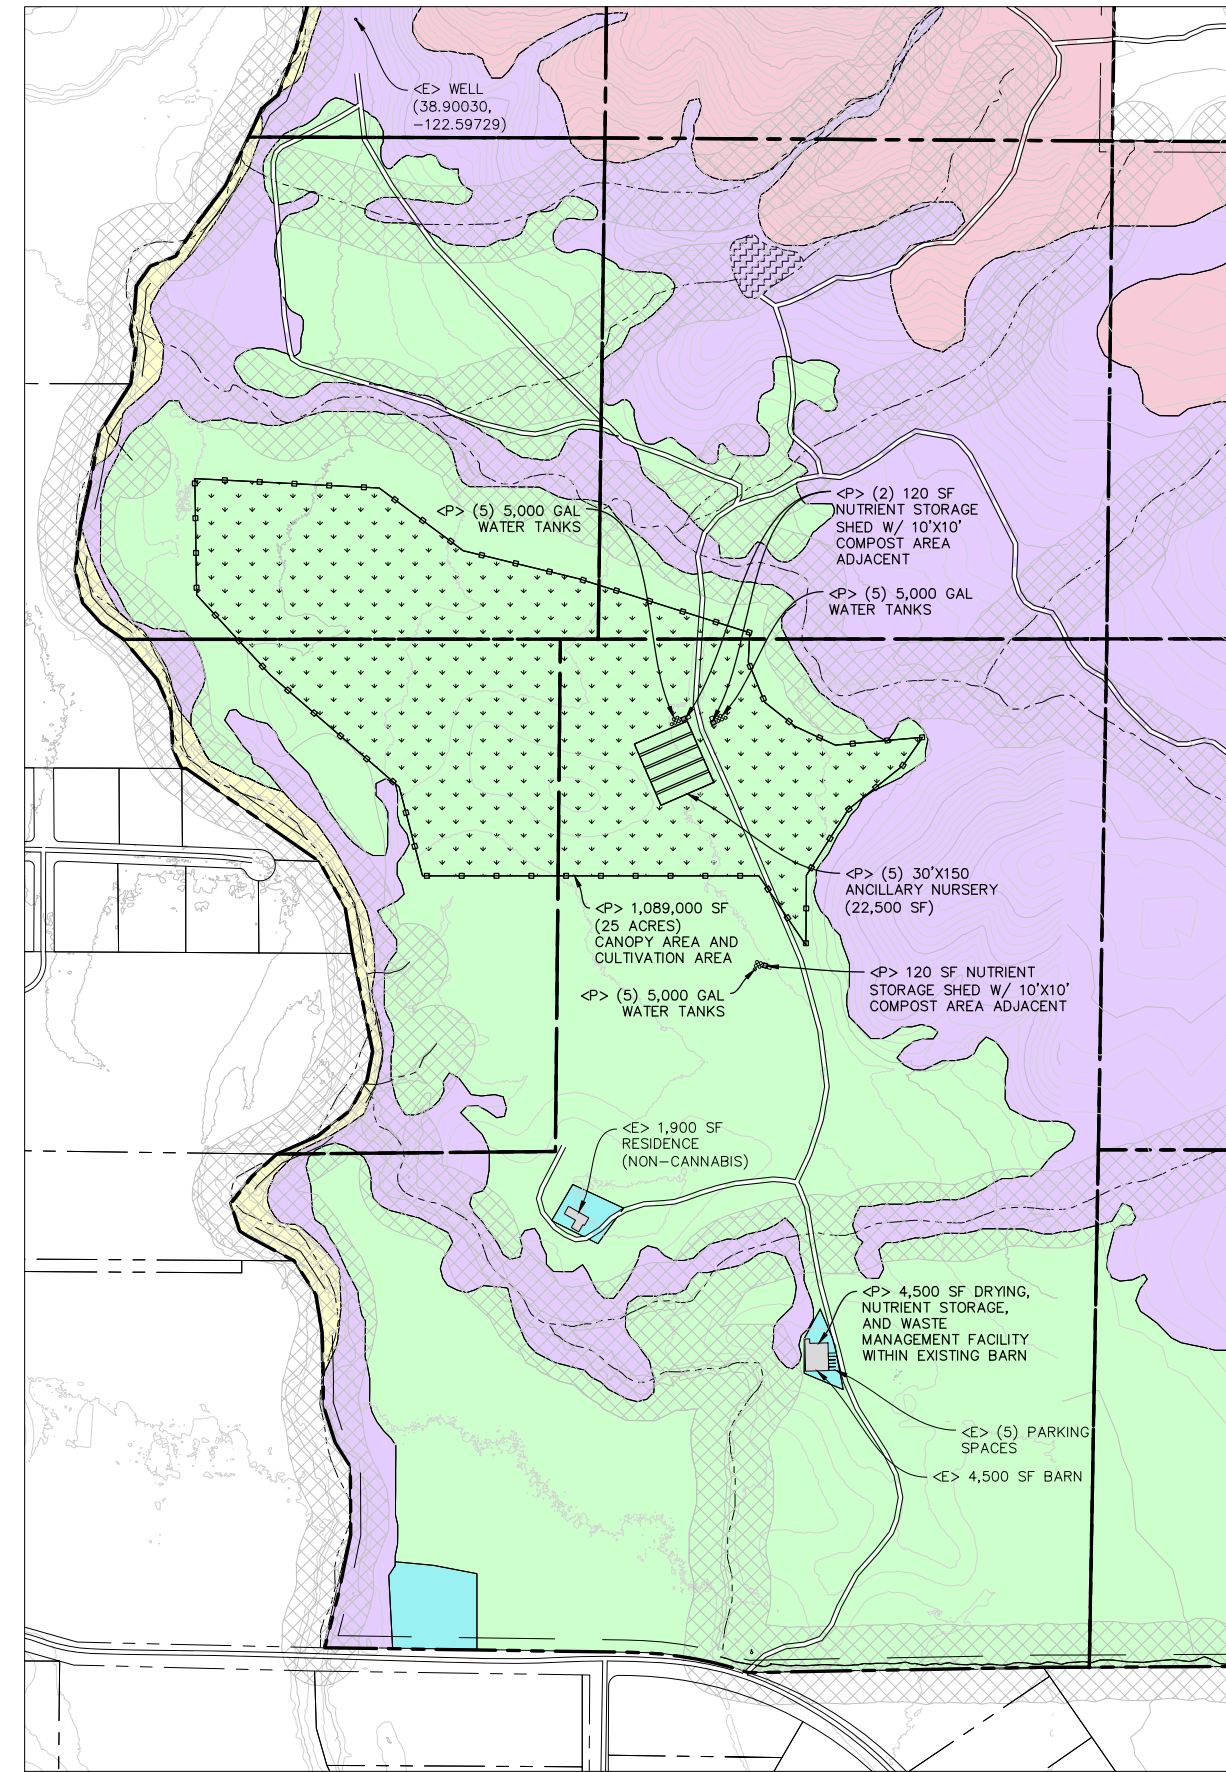 <E> WELL
(38.90030,
-122.59729)
<P> (5) 5,000 GAL
WATER TANKS
<P> (2) 120 SF
NUTRIENT STORAGE
SHED W/ 10'X10'
COMPOST AREA
ADJACENT
<P> (5) 5,000 GAL
WATER TANKS
<P> (5) 30'X150
ANCILLARY NURSERY
(22,500 SF)
<P> 1,089,000 SF
(25 ACRES)
CANOPY AREA AND
CULTIVATION AREA
<P> 120 SF NUTRIENT
STORAGE SHED W/ 10'X10'
COMPOST AREA ADJACENT
<P> (5) 5,000 GAL
WATER TANKS
<E> 1,900 SF
RESIDENCE
(NON-CANNABIS)
<P> 4,500 SF DRYING,
NUTRIENT STORAGE,
AND WASTE
MANAGEMENT FACILITY
WITHIN EXISTING BARN
<E> (5) PARKING
SPACES
<E> 4,500 SF BARN